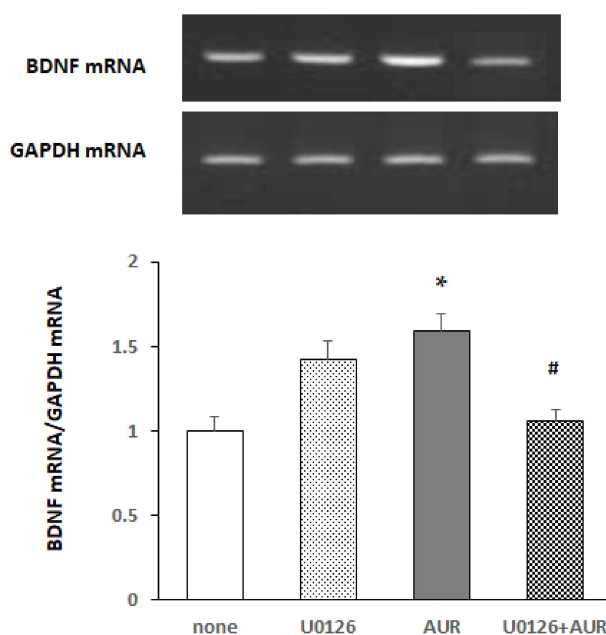 BDNF mRNA
GAPDH mRNA
BDNF mRNA/GAPDH mRNA
2
1.5
1
0.5
0
*
#
none U0126 AUR U0126+AUR